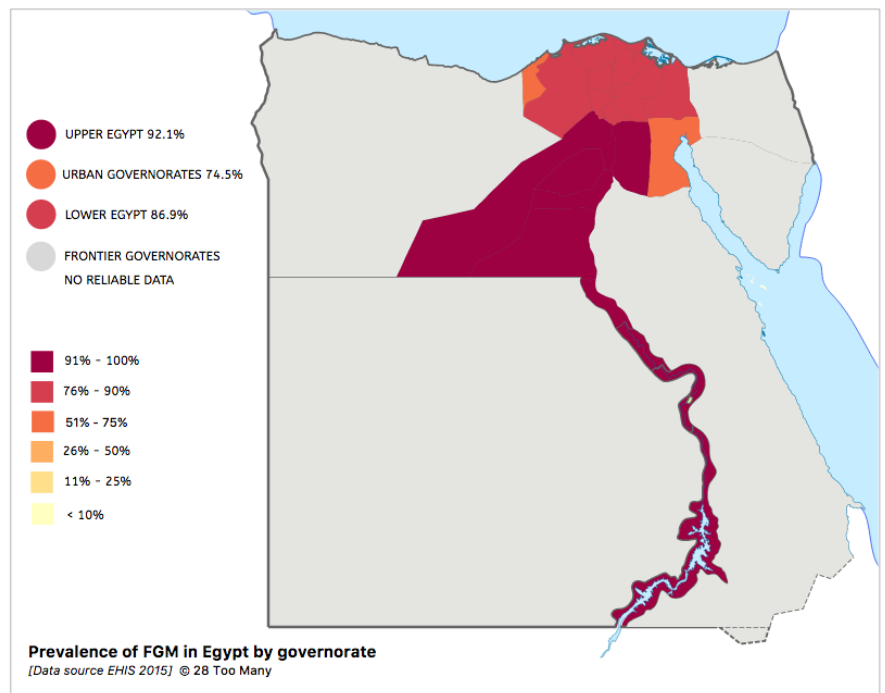 UPPER EGYPT 92.1%
URBAN GOVERNORATES 74.5%
LOWER EGYPT 86.9%
FRONTIER GOVERNORATES
NO RELIABLE DATA
91% - 100%
76% - 90%
51% - 75%
26% - 50%
11% - 25%
< 10%
Prevalence of FGM in Egypt by governorate
[Data source EHIS 2015] © 28 Too Many